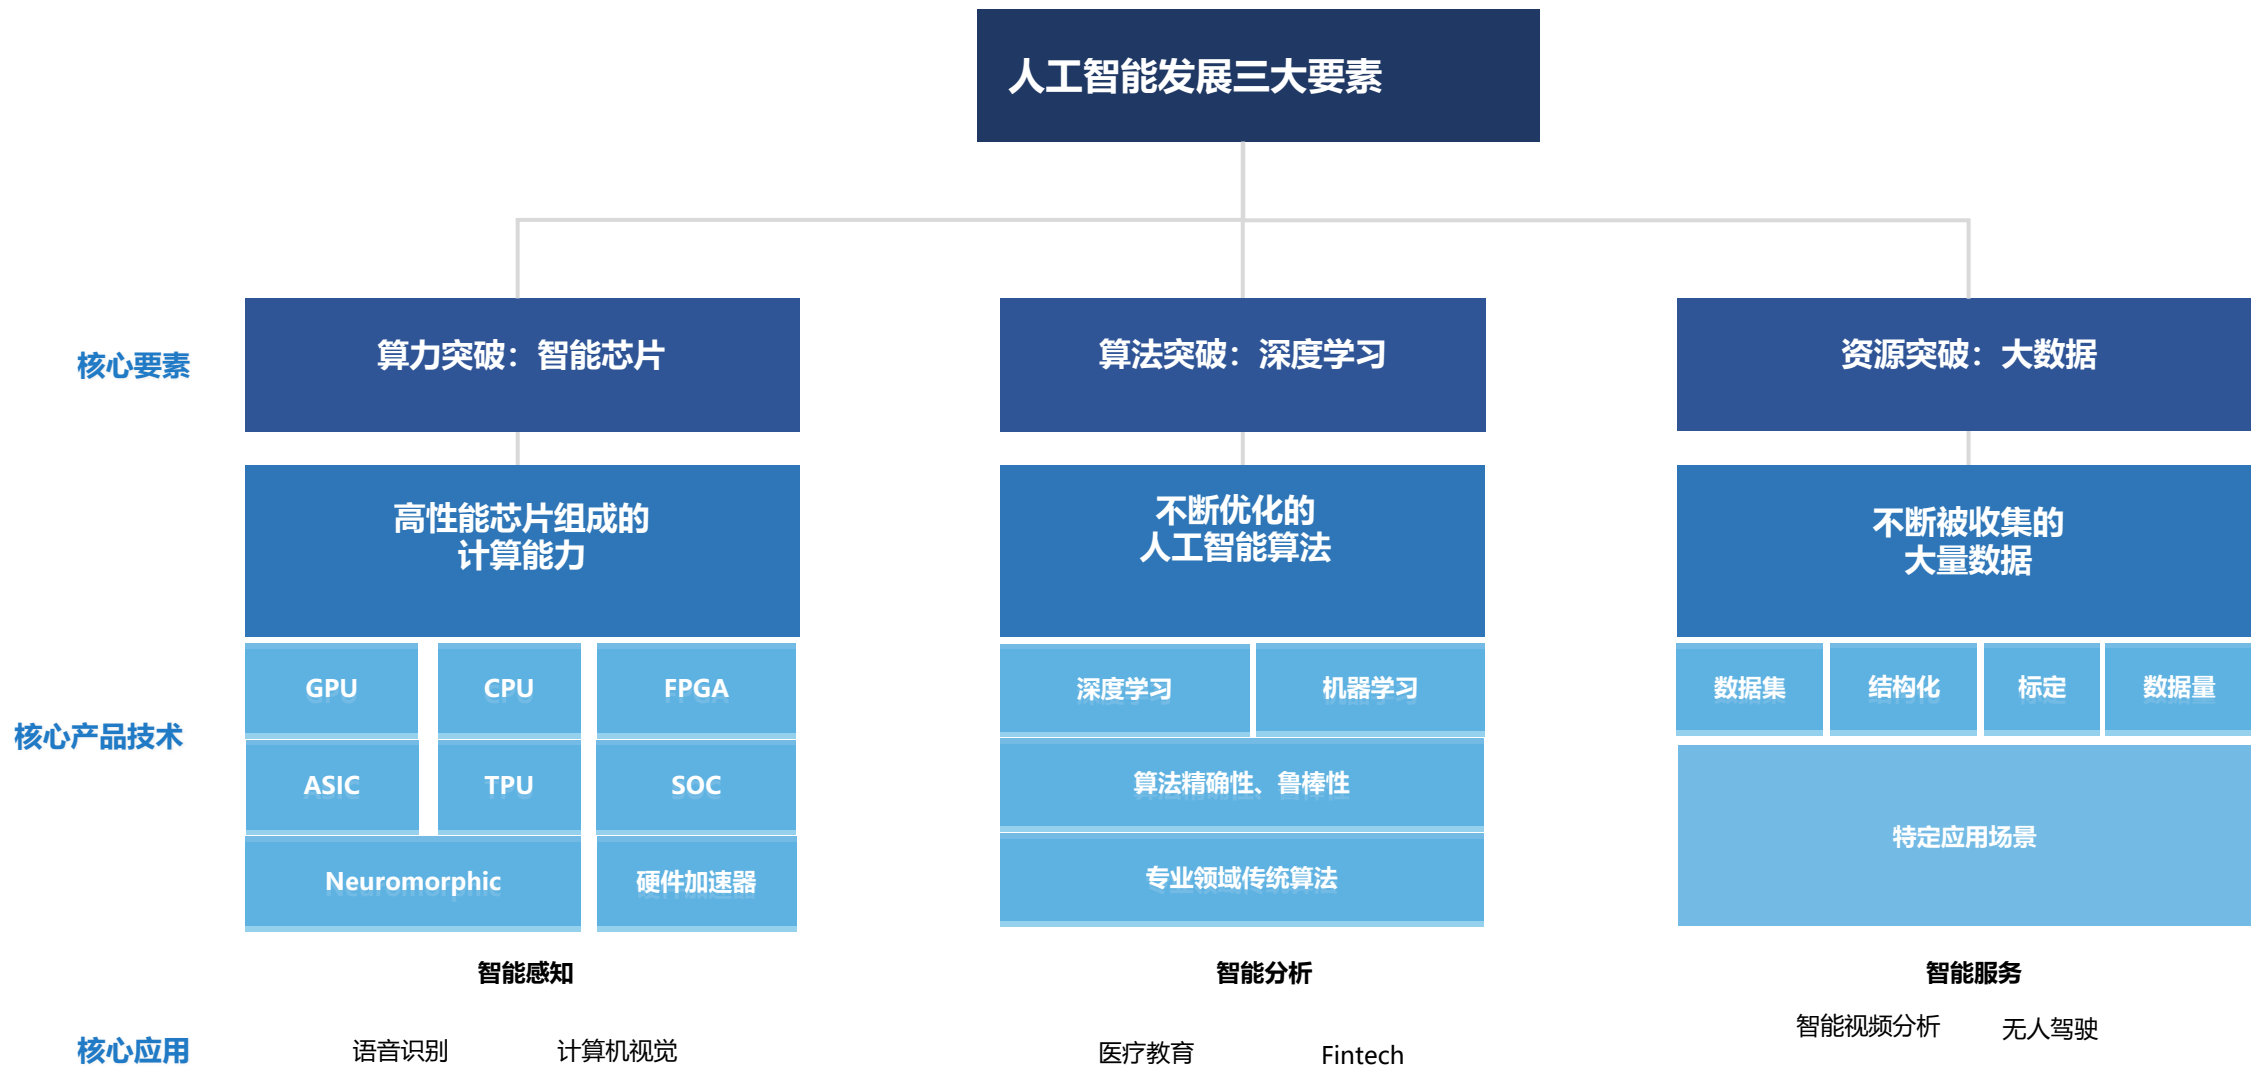 人工智能发展三大要素
核心要素
算力突破：智能芯片
算法突破：深度学习
资源突破：大数据
高性能芯片组成的
计算能力
不断优化的
人工智能算法
不断被收集的
大量数据
核心产品技术
GPU
CPU
FPGA
ASIC
TPU
SOC
Neuromorphic
硬件加速器
深度学习
机器学习
算法精确性、鲁棒性
专业领域传统算法
数据集
结构化
标定
数据量
特定应用场景
智能感知
智能分析
智能服务
核心应用
语音识别
计算机视觉
医疗教育
Fintech
智能视频分析
无人驾驶